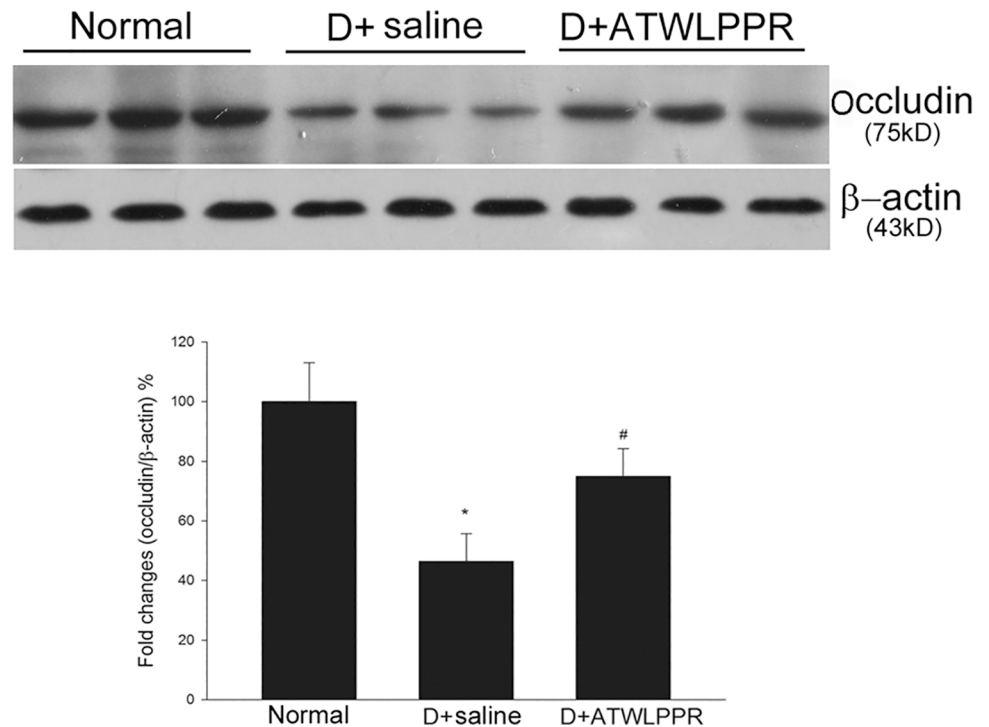 Normal D+ saline D+ATWLPPR
Occludin
(75kD)
β–actin
(43kD)
Fold changes (occludin/β-actin) %
120
100
80
60
40
20
0
*
#
Normal D+saline D+ATWLPPR